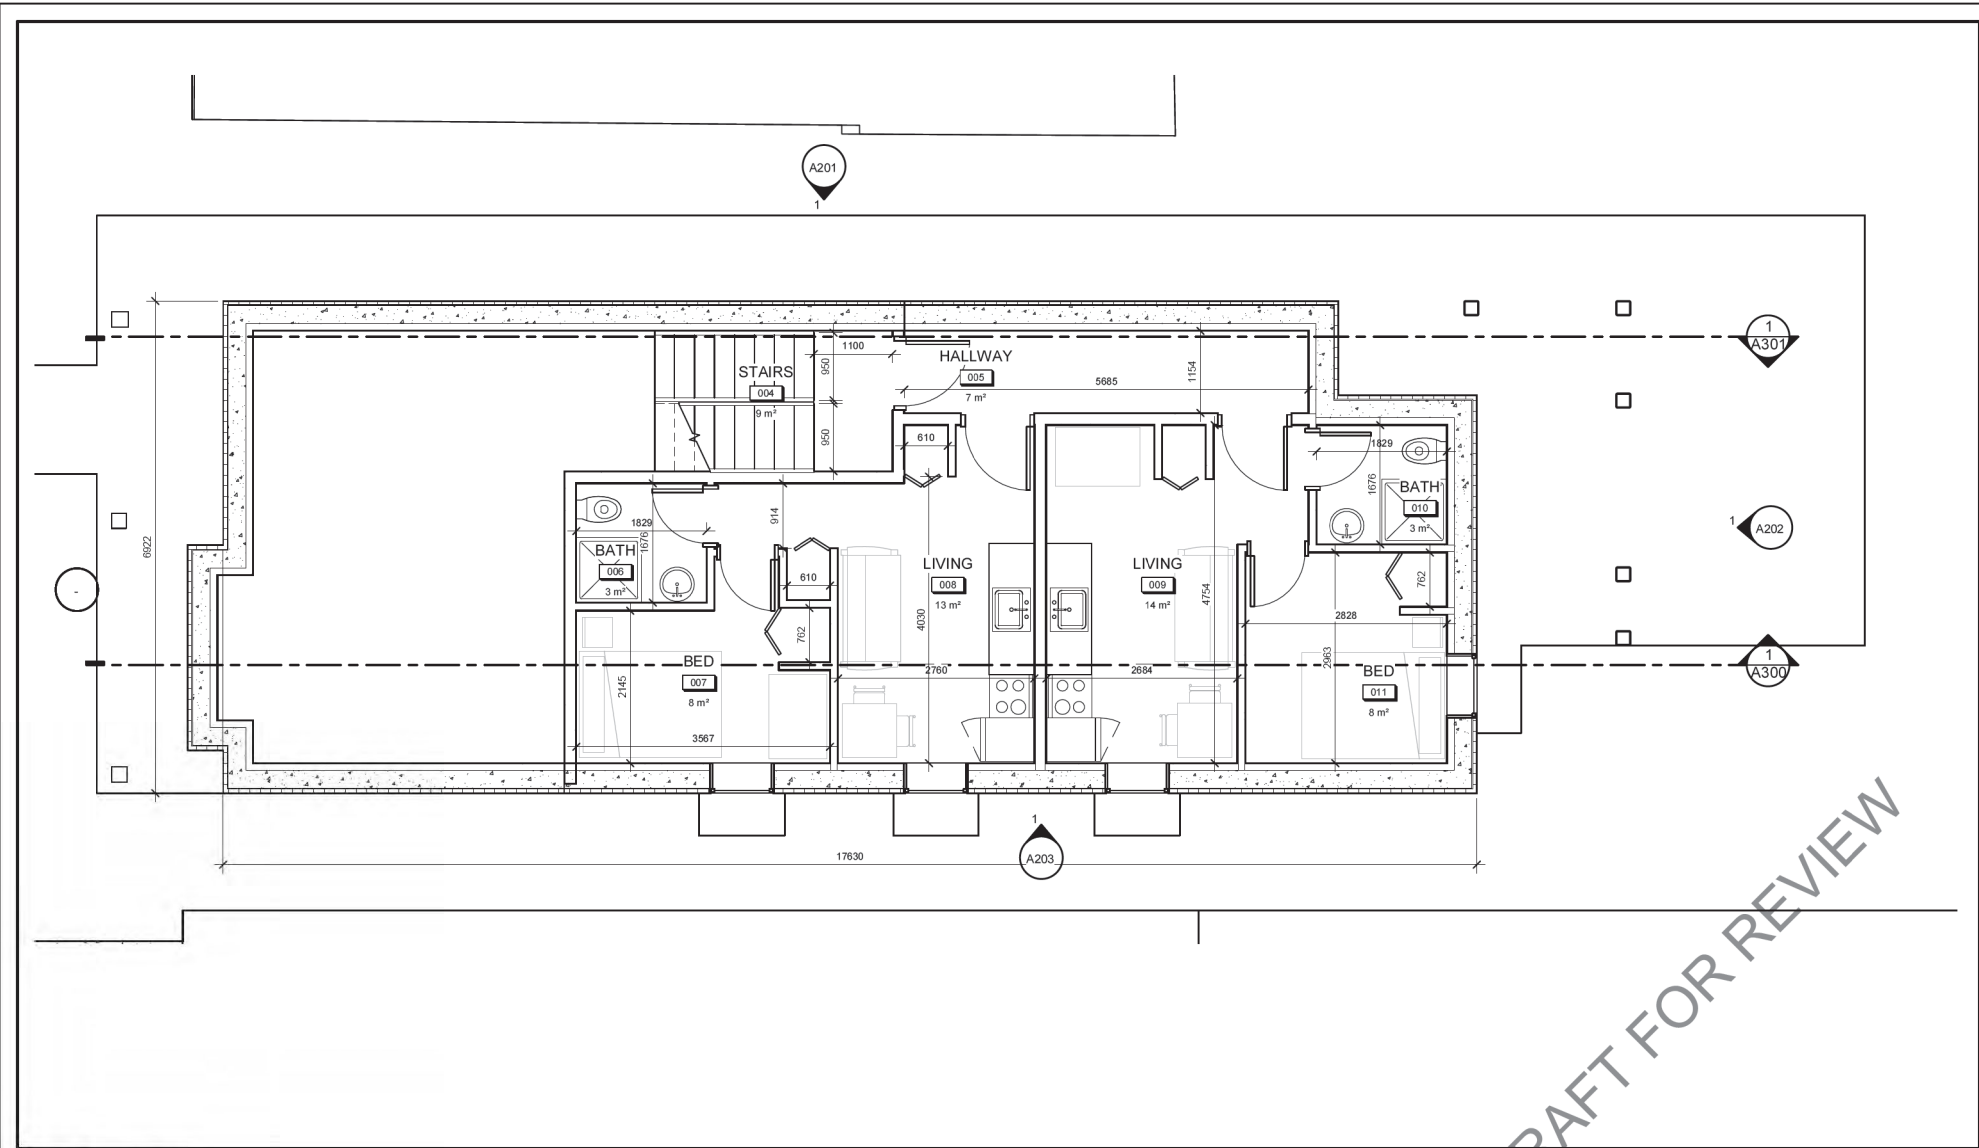 A201
1
1
A301
1100
950
HALLWAY
005
7 m²
5685
1154
STAIRS
004
9 m²
950
610
1829
1676
BATH
010
3 m²
1
A202
6922
-
914
1829
1676
BATH
006
3 m²
610
762
LIVING
008
13 m²
4030
LIVING
009
14 m²
4754
762
2828
2963
2760
2684
BED
007
8 m²
2145
3567
BED
011
8 m²
1
A300
1
A203
17630
RAFT FOR REVIEW